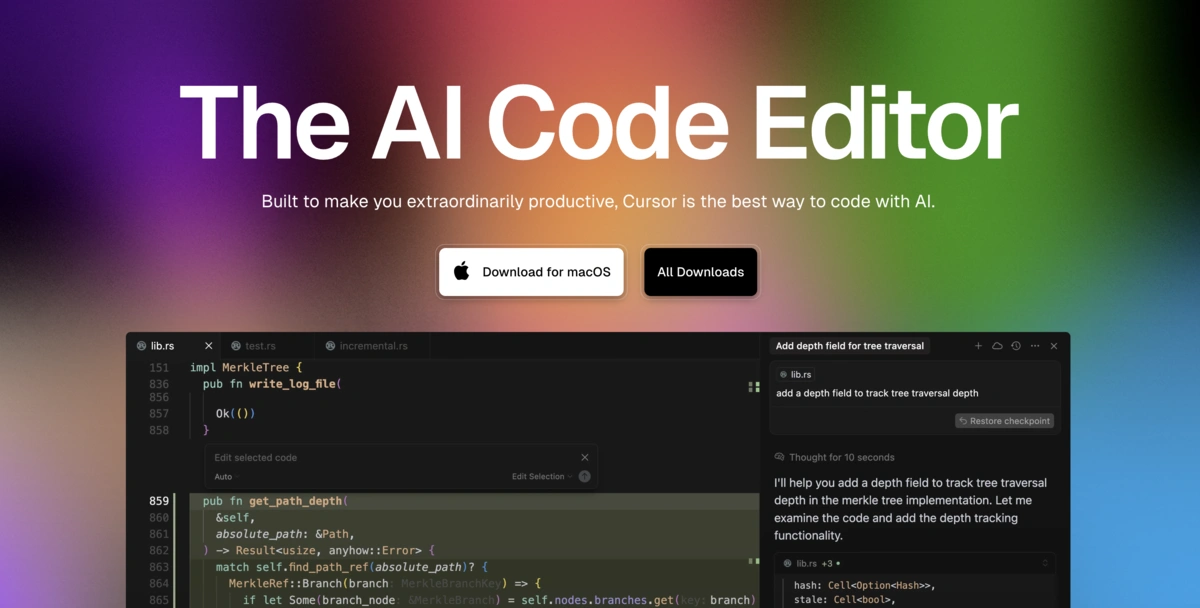 The AI Code Editor
Built to make you extraordinarily productive, Cursor is the best way to code with AI.
Download for macOS
All Downloads
lib.rs
test.rs
incremental.rs
151 impl MerkleTree {
836 pub fn write_log_file(
856
857 Ok(())
858 }
Edit selected code
Auto
Edit Selection
859 pub fn get_path_depth(
860 &self,
861 absolute_path: &Path,
862 ) -> Result<usize, anyhow::Error> {
863 match self.find_path_ref(absolute_path)? {
864 MerkleRef::Branch(branch: MerkleBranchKey) => {
865 if let Some(branch_node: &MerkleBranch) = self.nodes.branches.get(key: branch)
Add depth field for tree traversal
lib.rs
add a depth field to track tree traversal depth
Restore checkpoint
Thought for 10 seconds
I'll help you add a depth field to track tree traversal
depth in the merkle tree implementation. Let me
examine the code and add the depth tracking
functionality.
lib.rs +3
hash: Cell<Option<Hash>>,
stale: Cell<bool>,